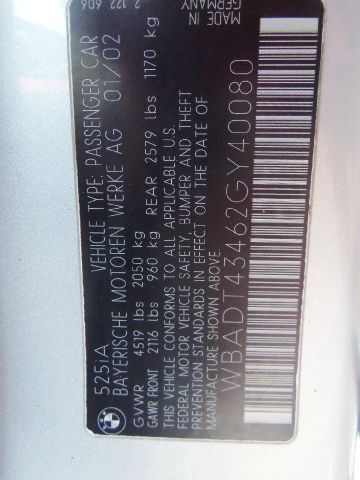 2 122 606
MADE IN
GERMANY
525iA
VEHICLE TYPE: PASSENGER CAR
BAYERISCHE MOTOREN WERKE AG 01/02
GVWR 4519 lbs 2050 kg
GAWR FRONT 2116 lbs 960 kg REAR 2579 lbs 1170 kg
THIS VEHICLE CONFORMS TO ALL APPLICABLE U.S.
FEDERAL MOTOR VEHICLE SAFETY, BUMPER AND THEFT
PREVENTION STANDARDS IN EFFECT ON THE DATE OF
MANUFACTURE SHOWN ABOVE
WBADT43462GY40080